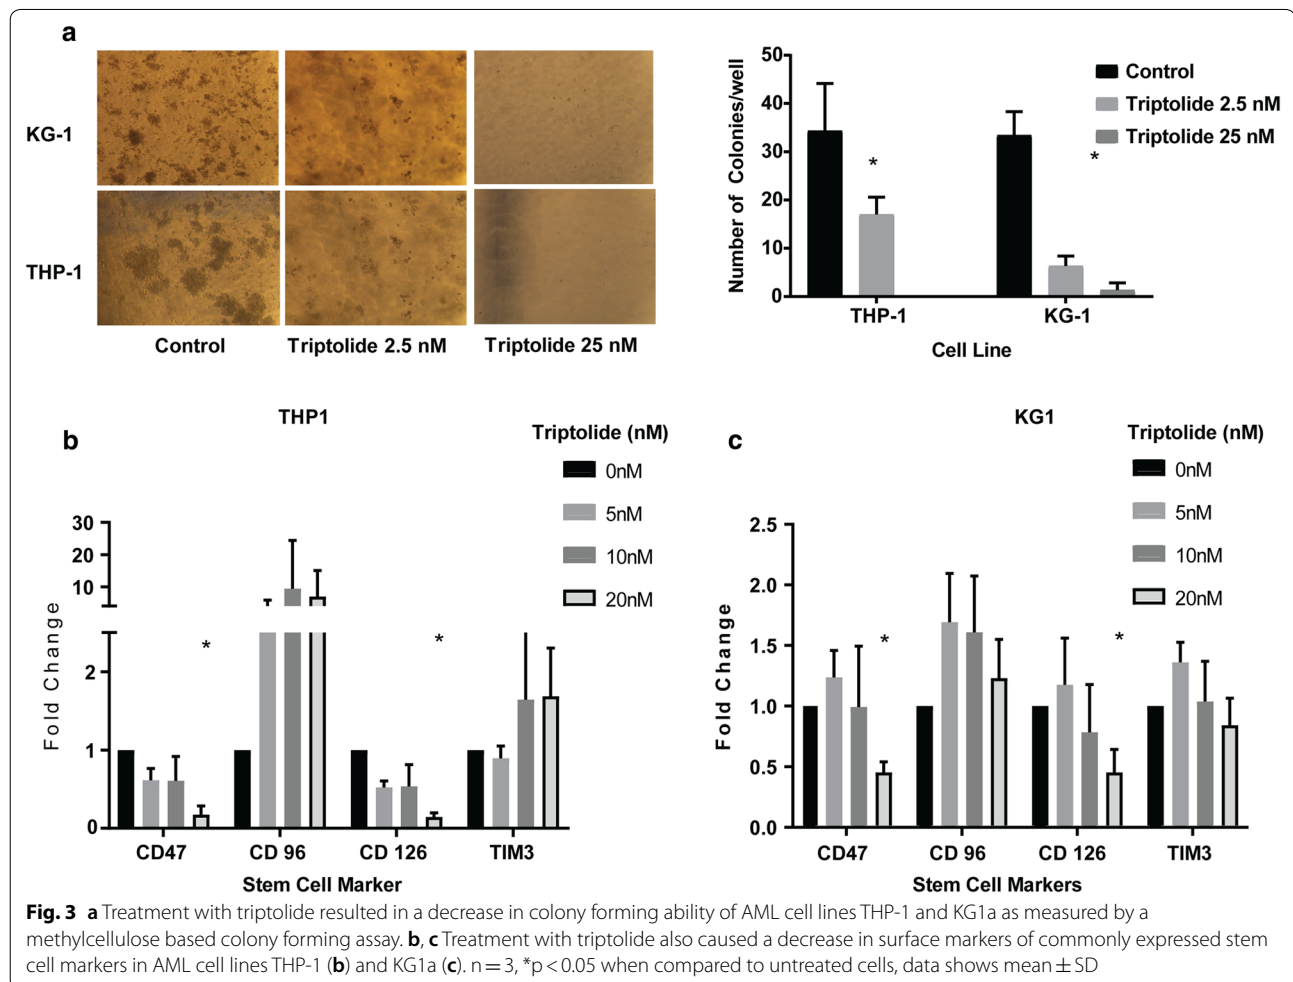 a
KG-1
THP-1
Control
Triptolide 2.5 nM
Triptolide 25 nM
50
40
30
20
10
0
Number of Colonies/well
Control
Triptolide 2.5 nM
Triptolide 25 nM
*
*
THP-1
KG-1
Cell Line
b
THP1
Triptolide (nM)
0nM
5nM
10nM
20nM
30
20
10
2
1
0
Fold Change
*
*
CD47
CD 96
CD 126
TIM3
Stem Cell Marker
c
KG1
Triptolide (nM)
0nM
5nM
10nM
20nM
2.5
2.0
1.5
1.0
0.5
0.0
Fold Change
*
*
CD47
CD 96
CD 126
TIM3
Stem Cell Markers
Fig. 3 a Treatment with triptolide resulted in a decrease in colony forming ability of AML cell lines THP-1 and KG1a as measured by a
methylcellulose based colony forming assay. b, c Treatment with triptolide also caused a decrease in surface markers of commonly expressed stem
cell markers in AML cell lines THP-1 (b) and KG1a (c). n = 3, *p < 0.05 when compared to untreated cells, data shows mean ± SD